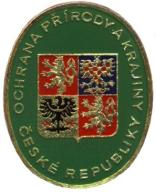 OCHRANA PŘÍRODY A KRAJINY
ČESKÉ REPUBLIKY